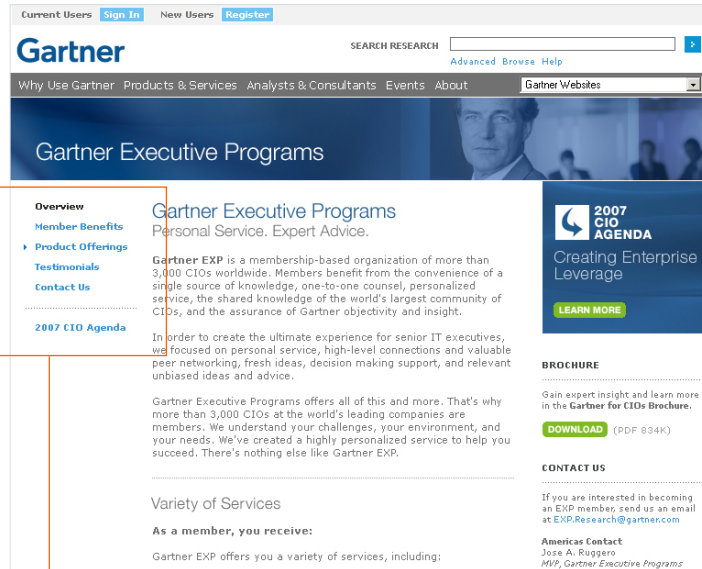 Current Users Sign In New Users Register
Gartner
SEARCH RESEARCH
Advanced Browse Help
Why Use Gartner Products & Services Analysts & Consultants Events About Gartner Websites
Gartner Executive Programs
Overview
Member Benefits
Product Offerings
Testimonials
Contact Us
2007 CIO Agenda
Gartner Executive Programs
Personal Service. Expert Advice.
Gartner EXP is a membership-based organization of more than
3,000 CIOs worldwide. Members benefit from the convenience of a
single source of knowledge, one-to-one counsel, personalized
service, the shared knowledge of the world's largest community of
CIOs, and the assurance of Gartner objectivity and insight.
In order to create the ultimate experience for senior IT executives,
we focused on personal service, high-level connections and valuable
peer networking, fresh ideas, decision making support, and relevant
unbiased ideas and advice.
Gartner Executive Programs offers all of this and more. That's why
more than 3,000 CIOs at the world's leading companies are
members. We understand your challenges, your environment, and
your needs. We've created a highly personalized service to help you
succeed. There's nothing else like Gartner EXP.
Variety of Services
As a member, you receive:
Gartner EXP offers you a variety of services, including:
2007
CIO
AGENDA
Creating Enterprise
Leverage
LEARN MORE
BROCHURE
Gain expert insight and learn more
in the Gartner for CIOs Brochure.
DOWNLOAD (PDF 834K)
CONTACT US
If you are interested in becoming
an EXP member, send us an email
at EXP.Research@gartner.com
Americas Contact
Jose A. Ruggero
MVP, Gartner Executive Programs